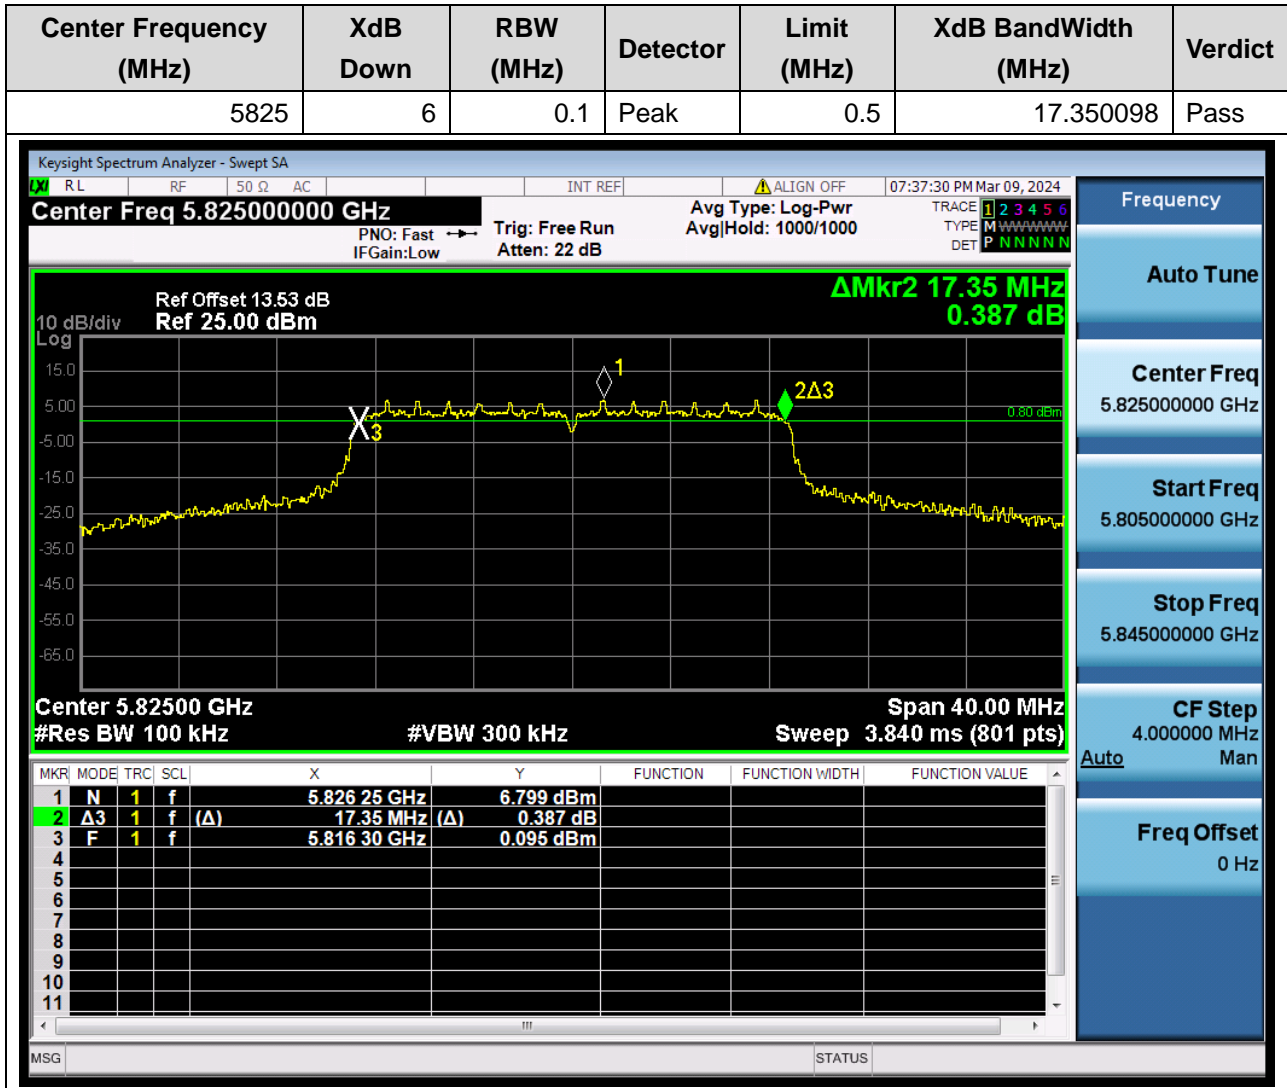 Center Frequency (MHz) XdB Down RBW (MHz) Detector Limit (MHz) XdB BandWidth (MHz) Verdict
5825 6 0.1 Peak 0.5 17.350098 Pass
Keysight Spectrum Analyzer - Swept SA
LXI RL RF 50 Ω AC INT REF ALIGN OFF 07:37:30 PM Mar 09, 2024
Center Freq 5.825000000 GHz
PNO: Fast
IFGain:Low
Trig: Free Run
Atten: 22 dB
Avg Type: Log-Pwr
Avg|Hold: 1000/1000
TRACE 1 2 3 4 5 6
TYPE M W W W W W
DET P N N N N N
ΔMkr2 17.35 MHz
0.387 dB
Ref Offset 13.53 dB
10 dB/div Ref 25.00 dBm
Log
15.0
5.00
-5.00
-15.0
-25.0
-35.0
-45.0
-55.0
-65.0
1
2Δ3
3
0.80 dBm
Center 5.82500 GHz Span 40.00 MHz
#Res BW 100 kHz #VBW 300 kHz Sweep 3.840 ms (801 pts)
MKR MODE TRC SCL X Y FUNCTION FUNCTION WIDTH FUNCTION VALUE
1 N 1 f 5.826 25 GHz 6.799 dBm
2 Δ3 1 f (Δ) 17.35 MHz (Δ) 0.387 dB
3 F 1 f 5.816 30 GHz 0.095 dBm
4
5
6
7
8
9
10
11
MSG STATUS
Frequency
Auto Tune
Center Freq
5.825000000 GHz
Start Freq
5.805000000 GHz
Stop Freq
5.845000000 GHz
CF Step
4.000000 MHz
Auto Man
Freq Offset
0 Hz